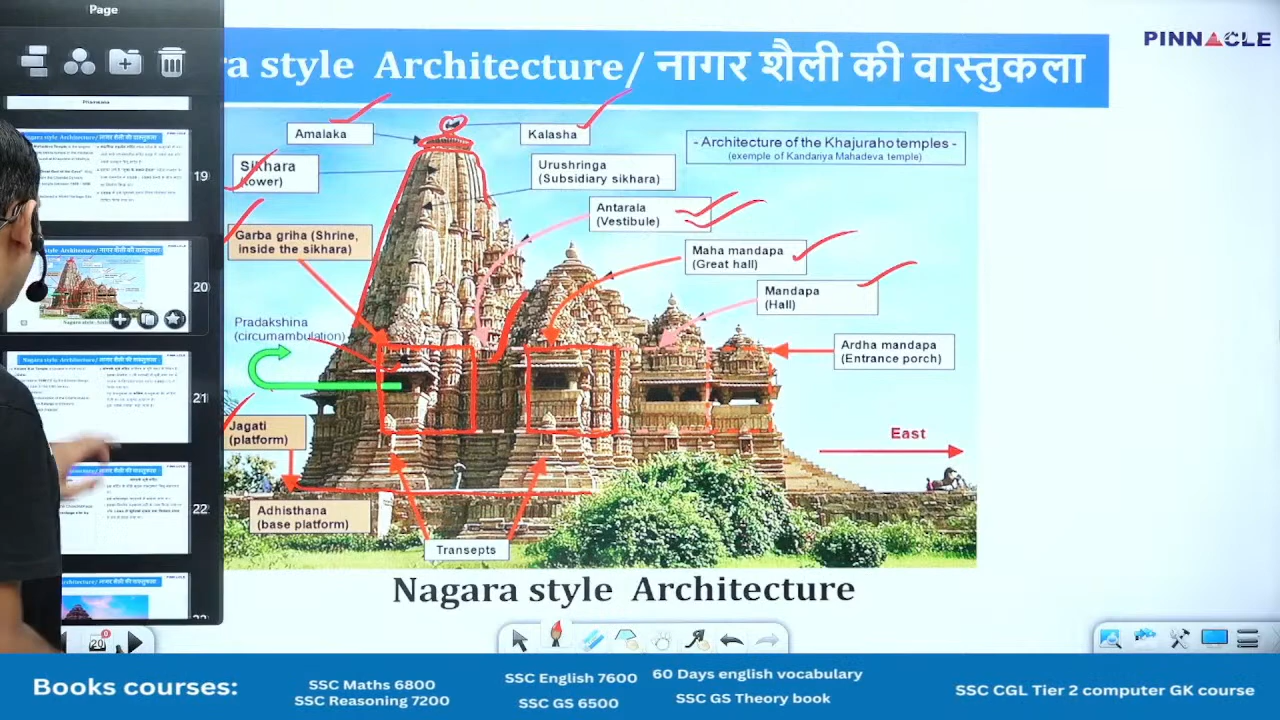 Page
PINNACLE
ra style Architecture/ नागर शैली की वास्तुकला
Amalaka
Kalasha
- Architecture of the Khajuraho temples -
(exemple of Kandariya Mahadeva temple)
Sikhara
Urushringa
(Subsidiary sikhara)
Antarala
(Vestibule)
Garba griha (Shrine,
inside the sikhara)
Maha mandapa
(Great hall)
Mandapa
(Hall)
Pradakshina
(circumambulation)
Ardha mandapa
(Entrance porch)
Jagati
(platform)
East
Adhisthana
(base platform)
Transepts
Nagara style Architecture
19
20
21
22
20
Books courses:
SSC Maths 6800
SSC Reasoning 7200
SSC English 7600
SSC GS 6500
60 Days english vocabulary
SSC GS Theory book
SSC CGL Tier 2 computer GK course